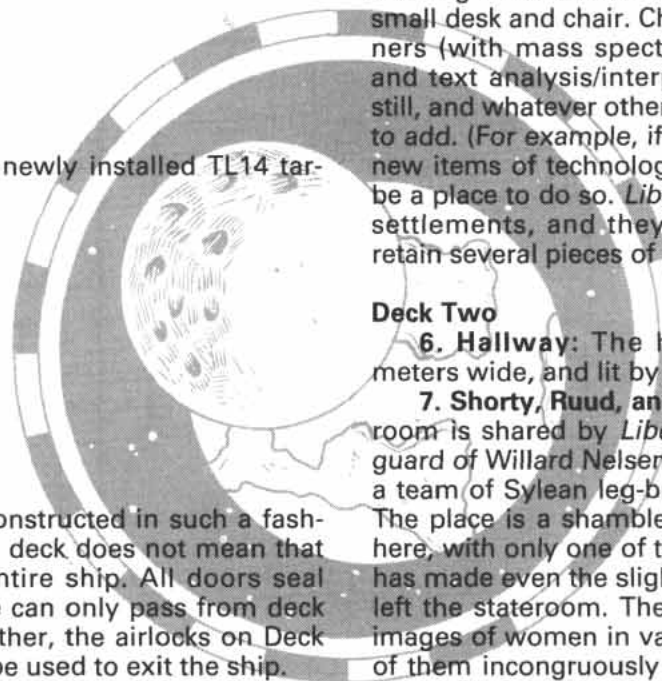 newly installed TL14 tar-
onstructed in such a fash-
deck does not mean that
ntire ship. All doors seal
e can only pass from deck
ther, the airlocks on Deck
be used to exit the ship.
small desk and chair. Ch
ners (with mass spect
and text analysis/inter
still, and whatever other
to add. (For example, if
new items of technolog
be a place to do so. Lib
settlements, and they
retain several pieces of
Deck Two
6. Hallway: The h
meters wide, and lit by
7. Shorty, Ruud, an
room is shared by Libe
guard of Willard Nelsen
a team of Sylean leg-b
The place is a shamble
here, with only one of t
has made even the sligh
left the stateroom. The
images of women in va
of them incongruously